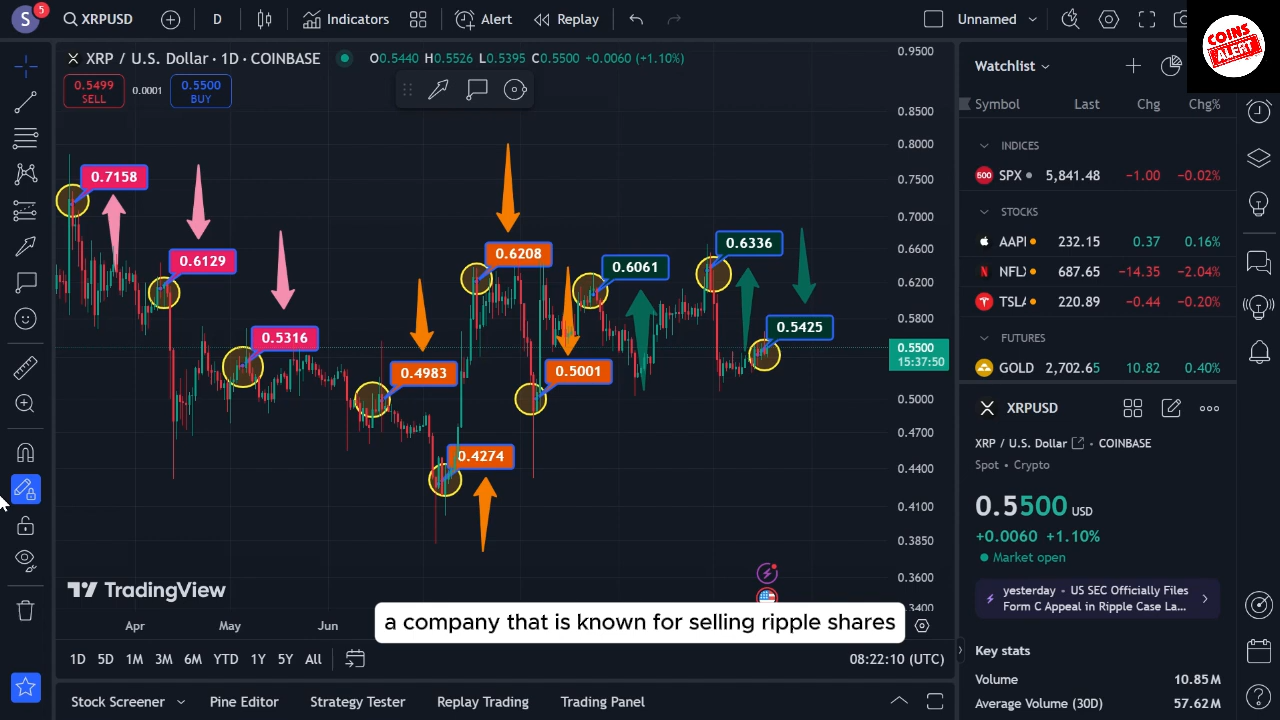 S
5
XRPUSD
D
Indicators
Alert
Replay
Unnamed
COINS
ALERT
XRP / U.S. Dollar · 1D · COINBASE
O0.5440 H0.5526 L0.5395 C0.5500 +0.0060 (+1.10%)
0.5499
SELL
0.0001
0.5500
BUY
0.7158
0.6129
0.5316
0.4983
0.4274
0.6208
0.5001
0.6061
0.6336
0.5425
0.9500
0.8500
0.8000
0.7500
0.7000
0.6600
0.6200
0.5800
0.5500
15:37:50
0.5000
0.4700
0.4400
0.4100
0.3850
0.3600
0.3400
TradingView
Apr
May
Jun
a company that is known for selling ripple shares
1D 5D 1M 3M 6M YTD 1Y 5Y All
08:22:10 (UTC)
Stock Screener
Pine Editor
Strategy Tester
Replay Trading
Trading Panel
Watchlist
Symbol Last Chg Chg%
INDICES
500 SPX 5,841.48 −1.00 −0.02%
STOCKS
AAPL 232.15 0.37 0.16%
NFLX 687.65 −14.35 −2.04%
TSLA 220.89 −0.44 −0.20%
FUTURES
GOLD 2,702.65 10.82 0.40%
XRPUSD
XRP / U.S. Dollar · COINBASE
Spot · Crypto
0.5500 USD
+0.0060 +1.10%
Market open
yesterday · US SEC Officially Files
Form C Appeal in Ripple Case La...
Key stats
Volume 10.85M
Average Volume (30D) 57.62M